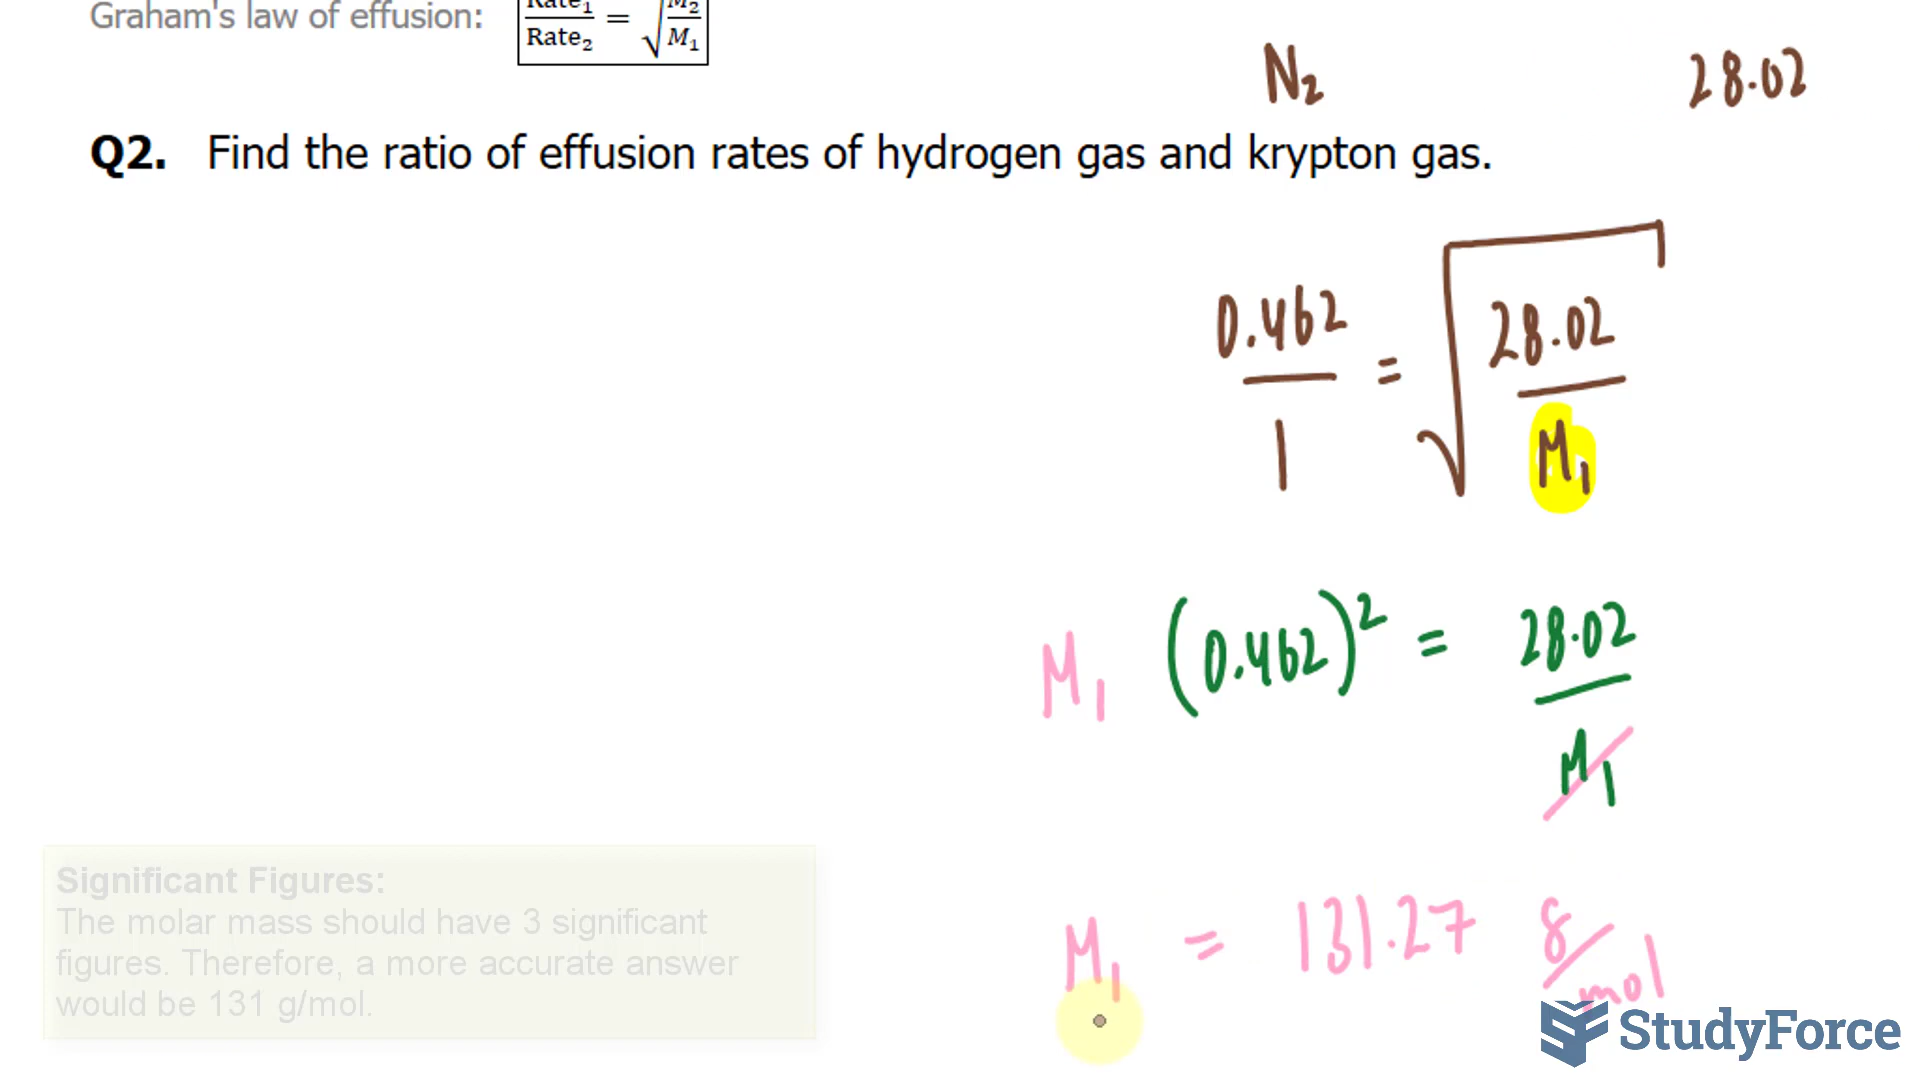 Graham's law of effusion: Rate₁/Rate₂ = √M₂/M₁
N₂ 28.02
Q2. Find the ratio of effusion rates of hydrogen gas and krypton gas.
0.462/1 = √28.02/M₁
M₁ (0.462)² = 28.02/M₁
Significant Figures:
The molar mass should have 3 significant
figures. Therefore, a more accurate answer
would be 131 g/mol.
M₁ = 131.27 g/mol
StudyForce